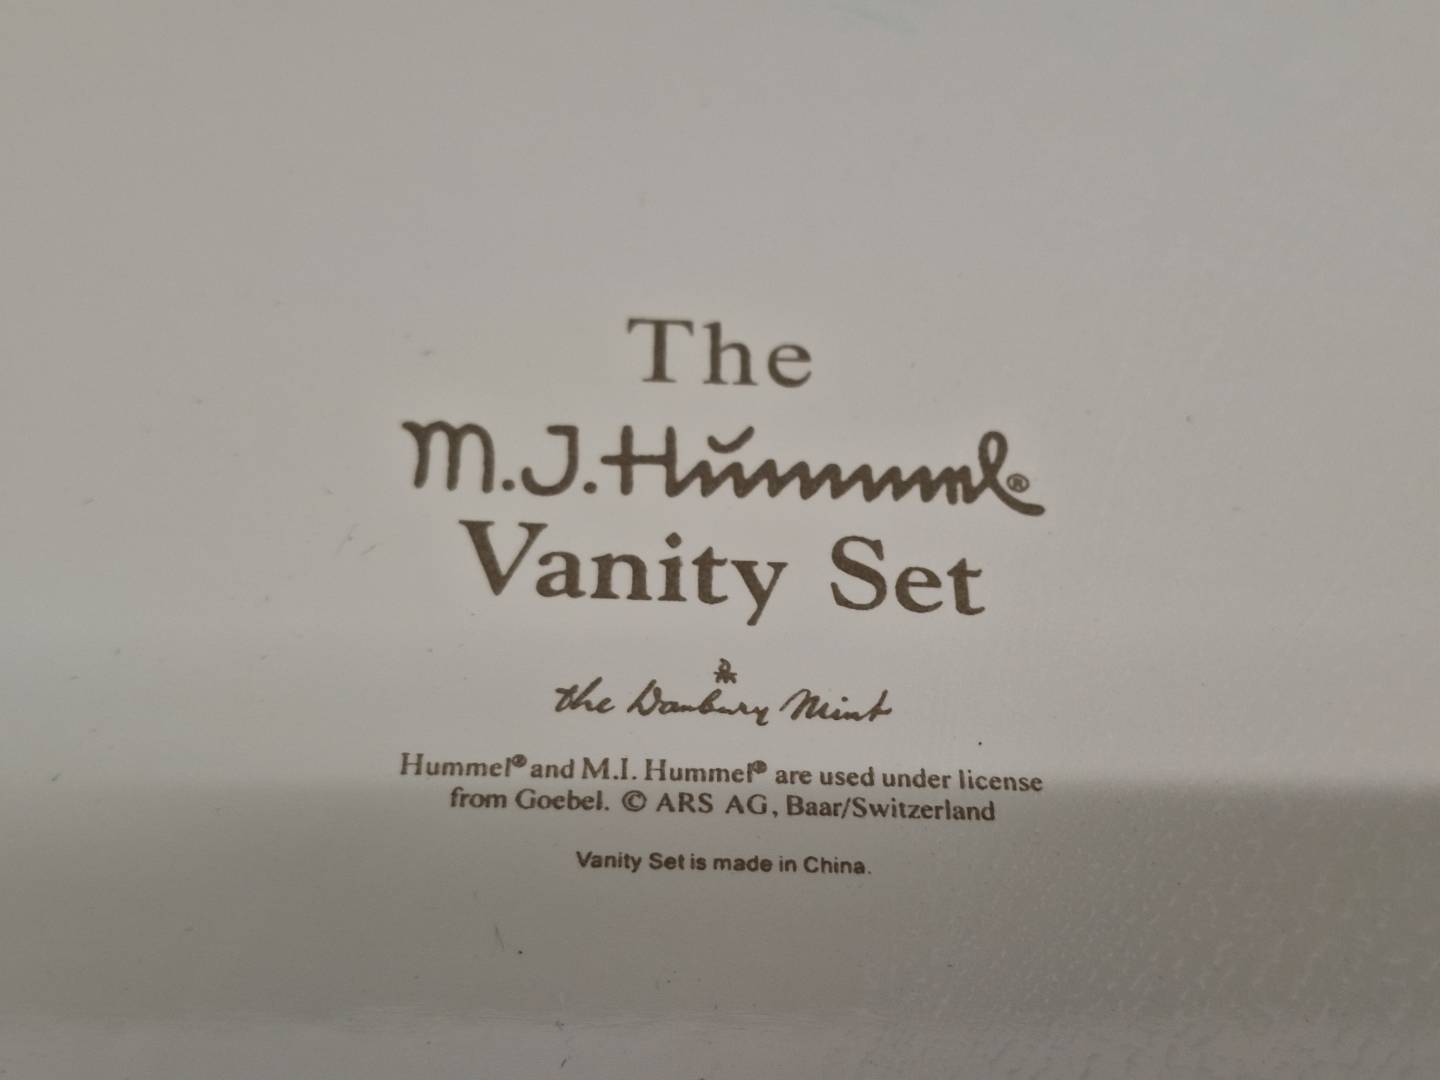 The
M.J. Hummel®
Vanity Set
the Danbury Mint
Hummel® and M.I. Hummel® are used under license
from Goebel. © ARS AG, Baar/Switzerland
Vanity Set is made in China.